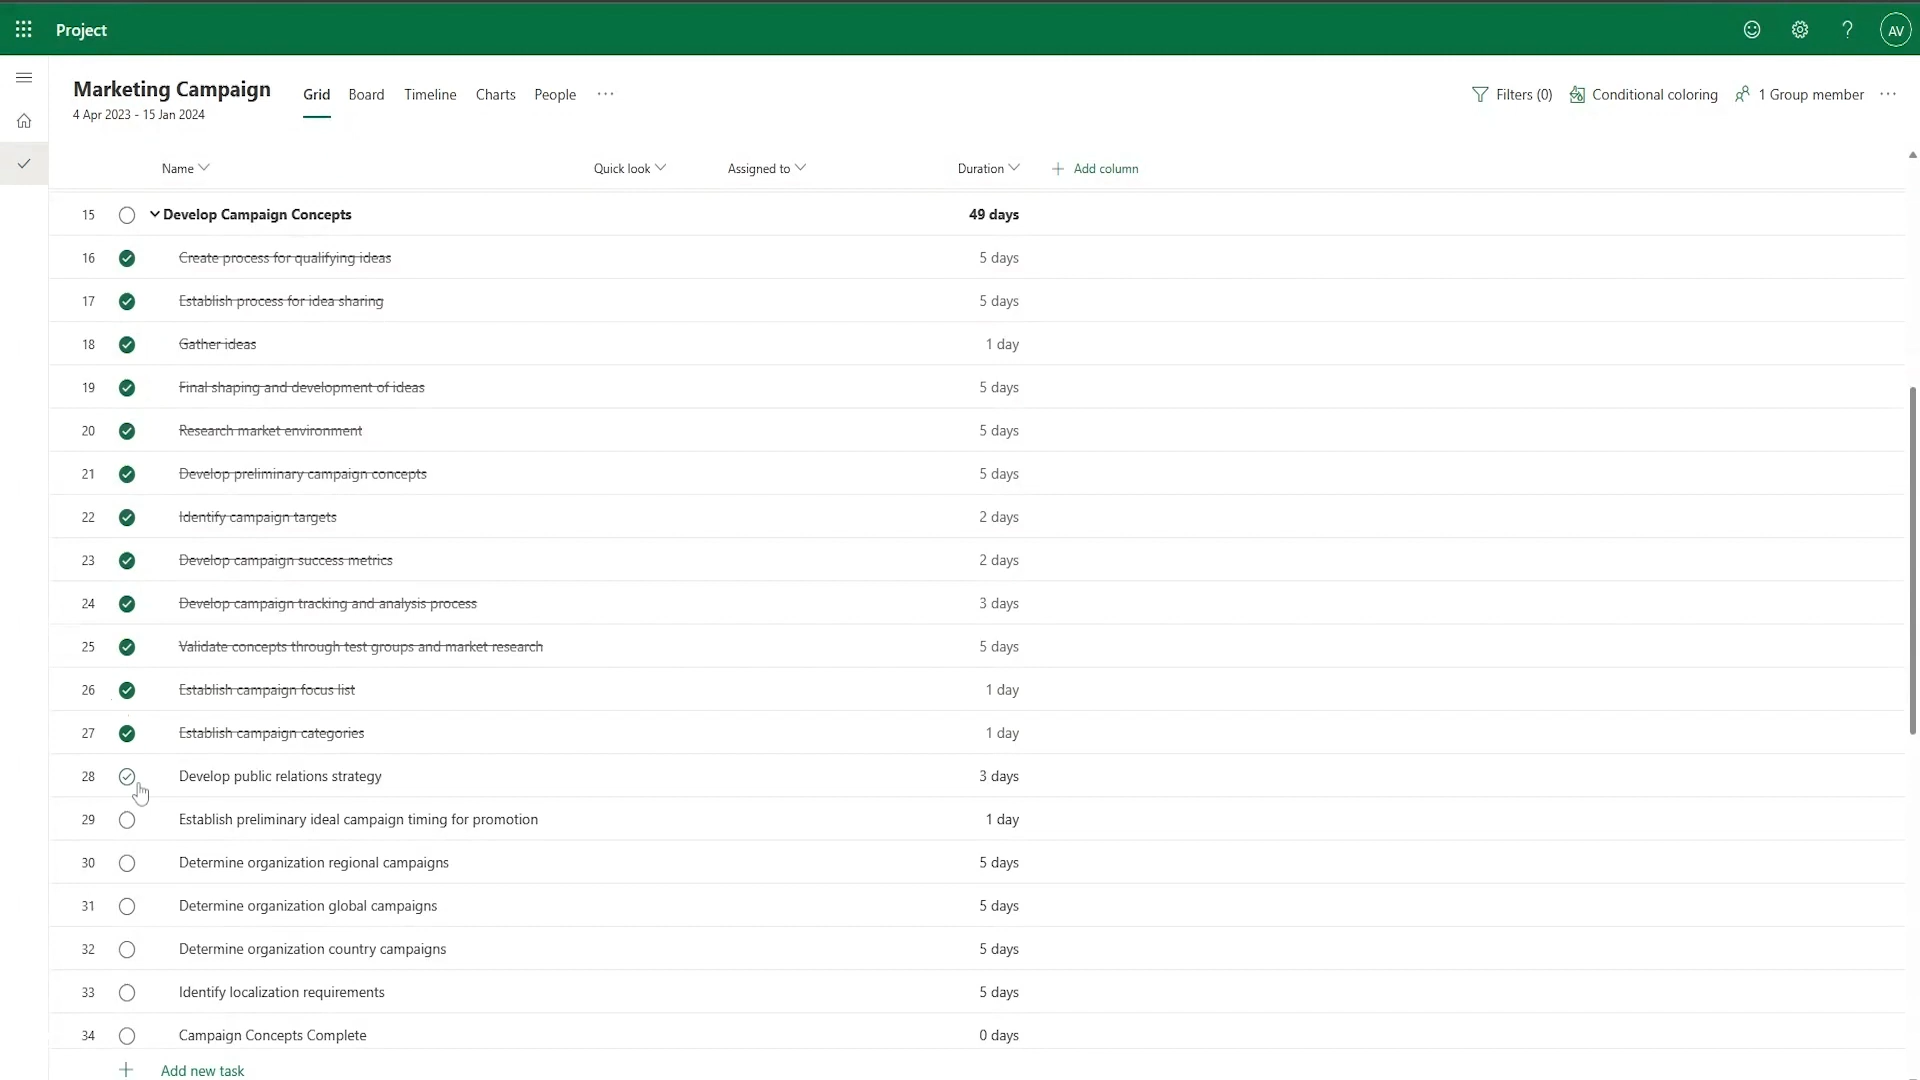 Project
AV
Marketing Campaign
4 Apr 2023 - 15 Jan 2024
Grid Board Timeline Charts People ···
Filters (0) Conditional coloring 1 Group member ···
Name Quick look Assigned to Duration + Add column
15 Develop Campaign Concepts 49 days
16 Create process for qualifying ideas 5 days
17 Establish process for idea sharing 5 days
18 Gather ideas 1 day
19 Final shaping and development of ideas 5 days
20 Research market environment 5 days
21 Develop preliminary campaign concepts 5 days
22 Identify campaign targets 2 days
23 Develop campaign success metrics 2 days
24 Develop campaign tracking and analysis process 3 days
25 Validate concepts through test groups and market research 5 days
26 Establish campaign focus list 1 day
27 Establish campaign categories 1 day
28 Develop public relations strategy 3 days
29 Establish preliminary ideal campaign timing for promotion 1 day
30 Determine organization regional campaigns 5 days
31 Determine organization global campaigns 5 days
32 Determine organization country campaigns 5 days
33 Identify localization requirements 5 days
34 Campaign Concepts Complete 0 days
+ Add new task